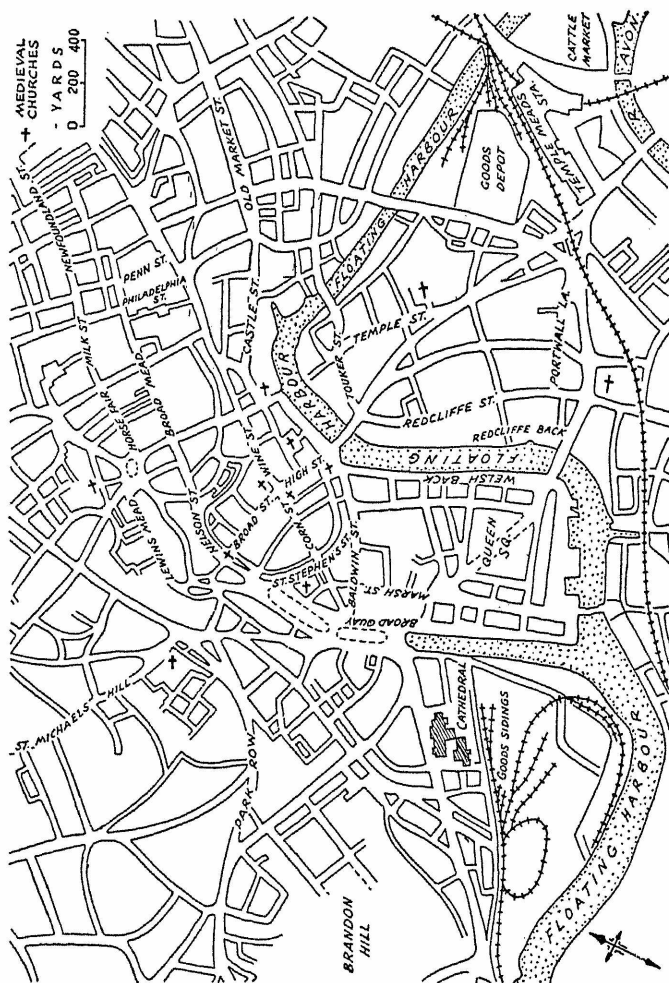 ✝ MEDIEVAL
CHURCHES
- YARDS
0 200 400
NEWFOUNDLAND ST.
MILK ST.
HORSE FAIR
PENN ST.
PHILADELPHIA
ST.
BROAD MEAD
OLD MARKET ST.
CASTLE ST.
LEWINS MEAD
NELSON ST.
BROAD ST.
WINE ST.
HIGH ST.
CORN ST.
ST. STEPHENS ST.
BALDWIN ST.
MARSH ST.
BROAD QUAY
ST. MICHAELS HILL
PARK ROW
BRANDON
HILL
CATHEDRAL
GOODS SIDINGS
FLOATING HARBOUR
QUEEN
SQ.
WELSH BACK
FLOATING
HARBOUR
REDCLIFFE BACK
REDCLIFFE ST.
TOUKER ST.
TEMPLE ST.
PORTWALL LA.
FLOATING HARBOUR
GOODS
DEPOT
TEMPLE MEADS STA.
CATTLE
MARKET
R. AVON